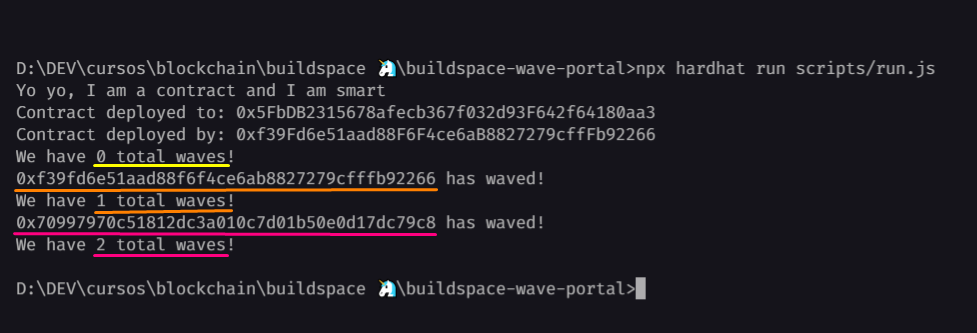 D:\DEV\cursos\blockchain\buildspace 🦄\buildspace-wave-portal>npx hardhat run scripts/run.js
Yo yo, I am a contract and I am smart
Contract deployed to: 0x5FbDB2315678afecb367f032d93F642f64180aa3
Contract deployed by: 0xf39Fd6e51aad88F6F4ce6aB8827279cffFb92266
We have 0 total waves!
0xf39fd6e51aad88f6f4ce6ab8827279cfffb92266 has waved!
We have 1 total waves!
0x70997970c51812dc3a010c7d01b50e0d17dc79c8 has waved!
We have 2 total waves!
D:\DEV\cursos\blockchain\buildspace 🦄\buildspace-wave-portal>